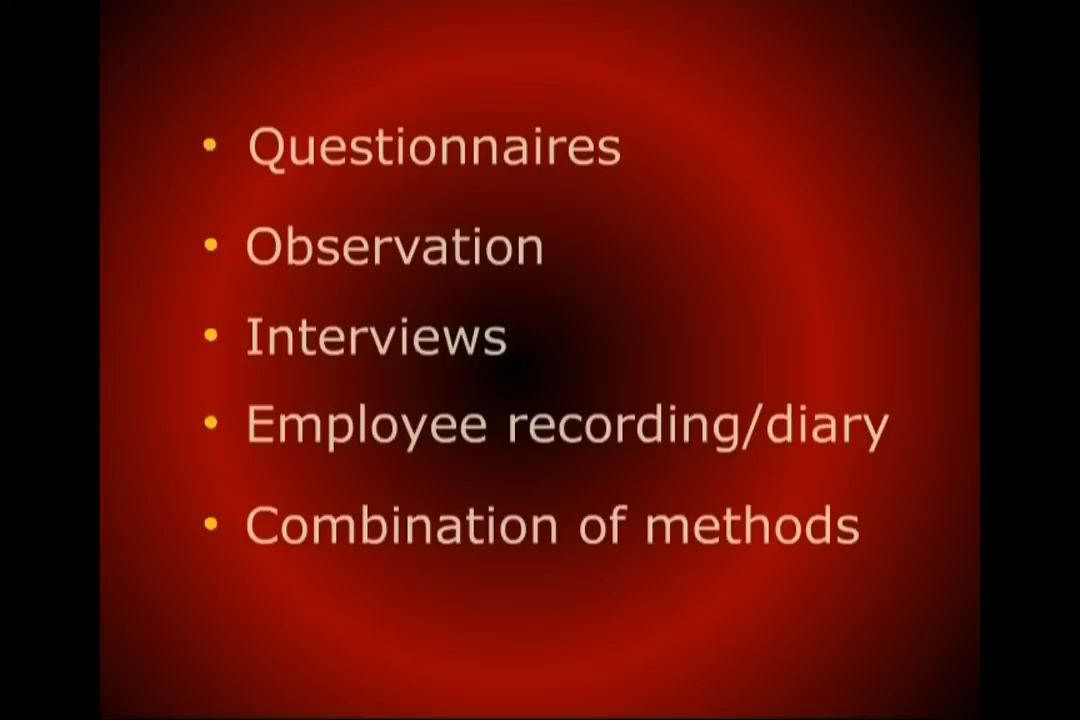 • Questionnaires
• Observation
• Interviews
• Employee recording/diary
• Combination of methods